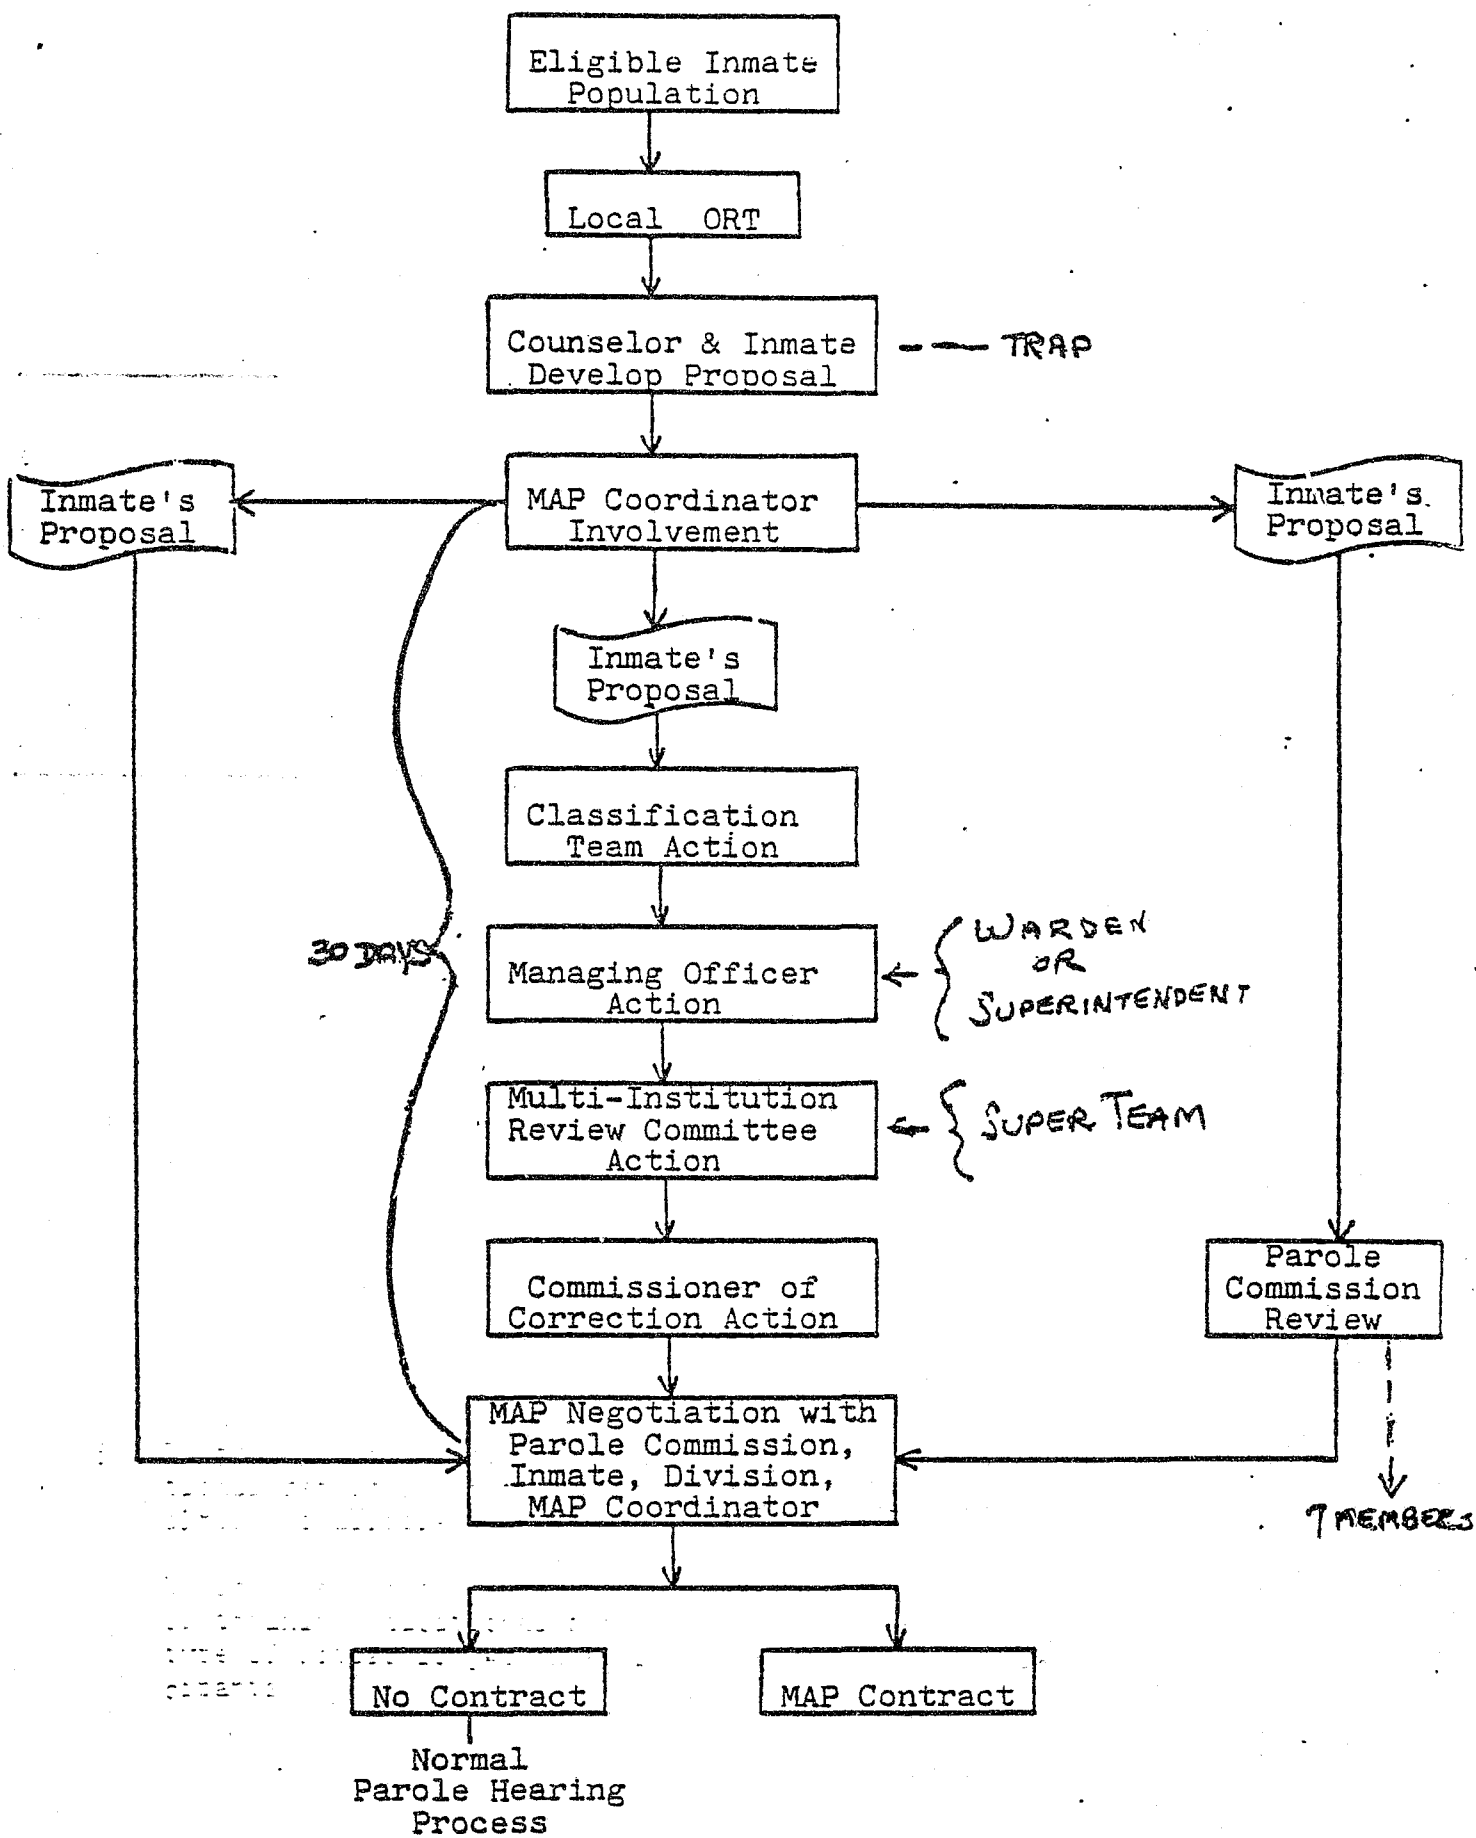 Eligible Inmate
Population
Local ORT
Counselor & Inmate
Develop Proposal
TRAP
Inmate's
Proposal
MAP Coordinator
Involvement
Inmate's
Proposal
Inmate's
Proposal
Classification
Team Action
30 DAYS
Managing Officer
Action
WARDEN
OR
SUPERINTENDENT
Multi-Institution
Review Committee
Action
SUPER TEAM
Commissioner of
Correction Action
Parole
Commission
Review
MAP Negotiation with
Parole Commission,
Inmate, Division,
MAP Coordinator
7 MEMBERS
No Contract
MAP Contract
Normal
Parole Hearing
Process